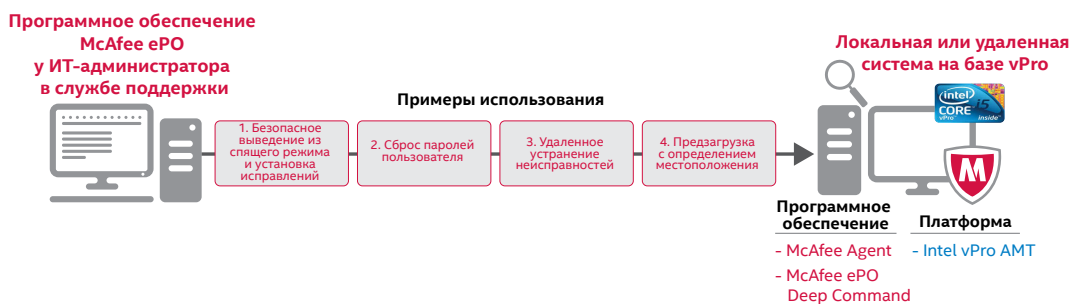 Программное обеспечение
McAfee ePO
у ИТ-администратора
в службе поддержки
Примеры использования
1. Безопасное
выведение из
спящего режима
и установка
исправлений
2. Сброс паролей
пользователя
3. Удаленное
устранение
неисправностей
4. Предзагрузка
с определением
местоположения
Локальная или удаленная
система на базе vPro
intel
CORE i5
vPro™ inside™
Программное
обеспечение
- McAfee Agent
- McAfee ePO
Deep Command
Платформа
- Intel vPro AMT